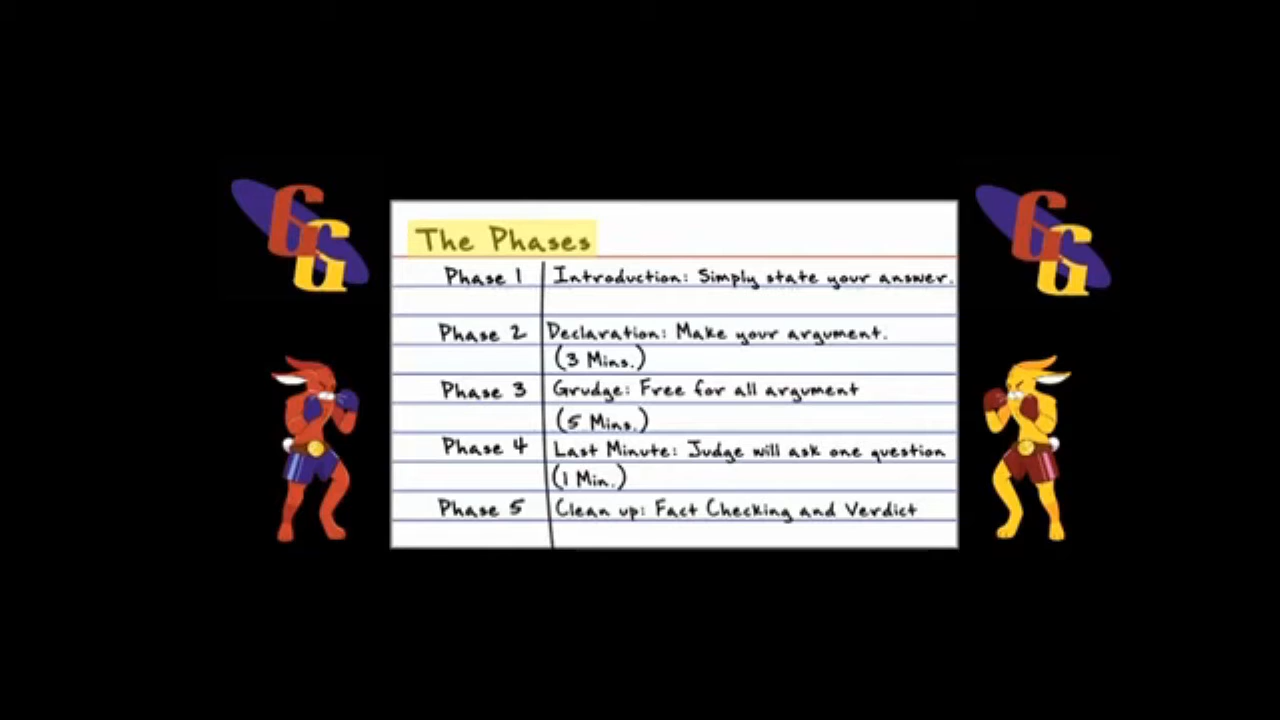 GG
GG
The Phases
Phase 1 Introduction: Simply state your answer.
Phase 2 Declaration: Make your argument.
(3 Mins.)
Phase 3 Grudge: Free for all argument
(5 Mins.)
Phase 4 Last Minute: Judge will ask one question
(1 Min.)
Phase 5 Clean up: Fact Checking and Verdict